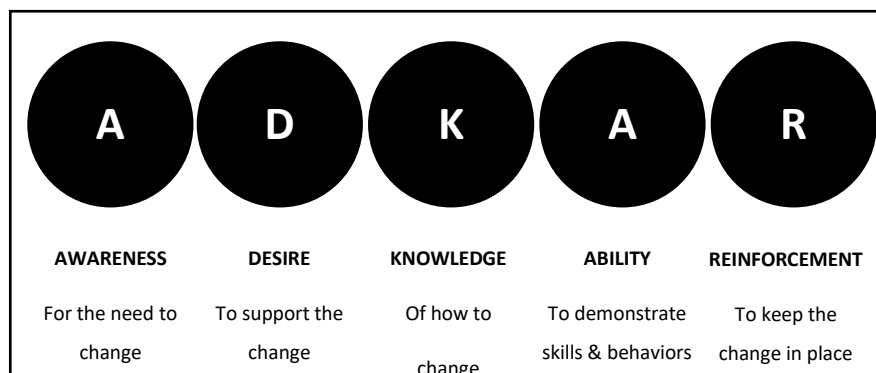 A D K A R
AWARENESS DESIRE KNOWLEDGE ABILITY REINFORCEMENT
For the need to To support the Of how to To demonstrate To keep the
change change change skills & behaviors change in place